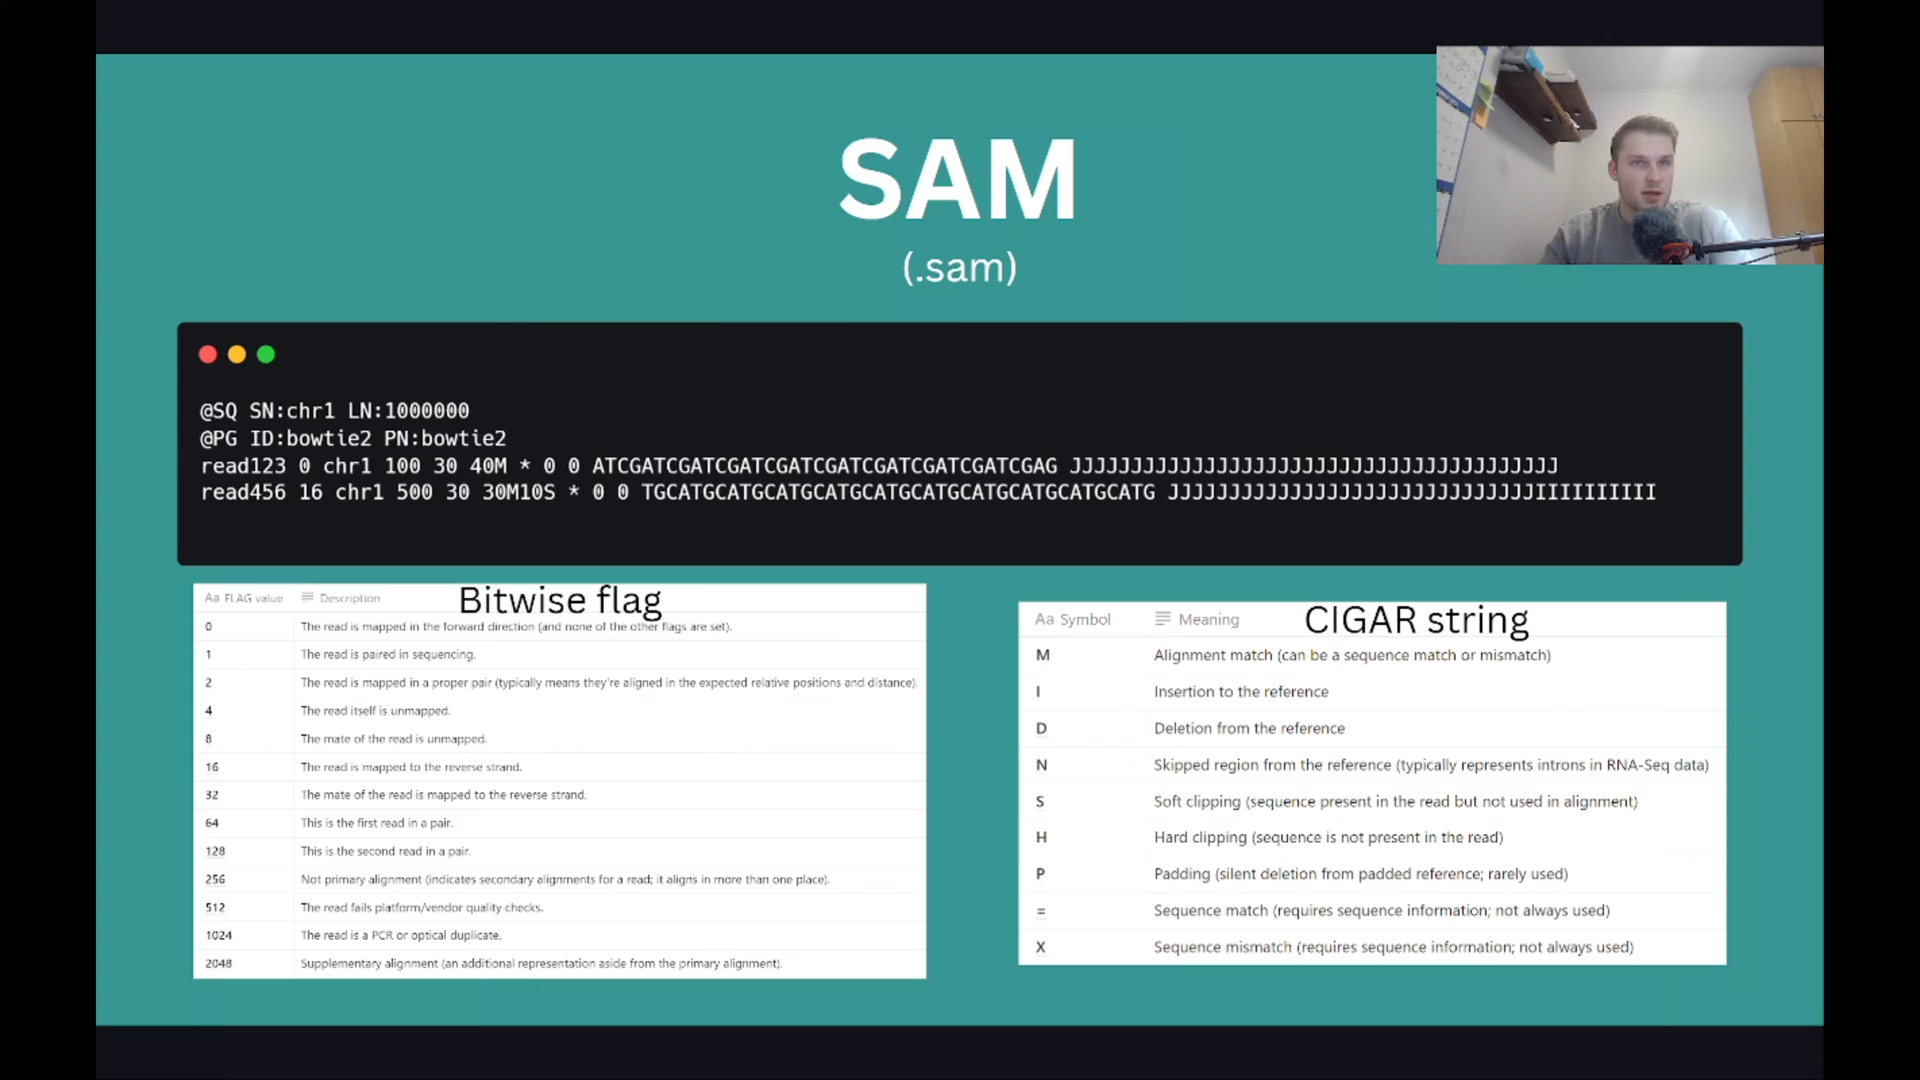 SAM
(.sam)
@SQ SN:chr1 LN:1000000
@PG ID:bowtie2 PN:bowtie2
read123 0 chr1 100 30 40M * 0 0 ATCGATCGATCGATCGATCGATCGATCGATCGATCGAG JJJJJJJJJJJJJJJJJJJJJJJJJJJJJJJJJJJJJJJJ
read456 16 chr1 500 30 30M10S * 0 0 TGCATGCATGCATGCATGCATGCATGCATGCATGCATGCATG JJJJJJJJJJJJJJJJJJJJJJJJJJJJJJIIIIIIIIII
Bitwise flag
Aa FLAG value Description
0 The read is mapped in the forward direction (and none of the other flags are set).
1 The read is paired in sequencing.
2 The read is mapped in a proper pair (typically means they're aligned in the expected relative positions and distance).
4 The read itself is unmapped.
8 The mate of the read is unmapped.
16 The read is mapped to the reverse strand.
32 The mate of the read is mapped to the reverse strand.
64 This is the first read in a pair.
128 This is the second read in a pair.
256 Not primary alignment (indicates secondary alignments for a read; it aligns in more than one place).
512 The read fails platform/vendor quality checks.
1024 The read is a PCR or optical duplicate.
2048 Supplementary alignment (an additional representation aside from the primary alignment).
CIGAR string
Aa Symbol Meaning
M Alignment match (can be a sequence match or mismatch)
I Insertion to the reference
D Deletion from the reference
N Skipped region from the reference (typically represents introns in RNA-Seq data)
S Soft clipping (sequence present in the read but not used in alignment)
H Hard clipping (sequence is not present in the read)
P Padding (silent deletion from padded reference; rarely used)
= Sequence match (requires sequence information; not always used)
X Sequence mismatch (requires sequence information; not always used)